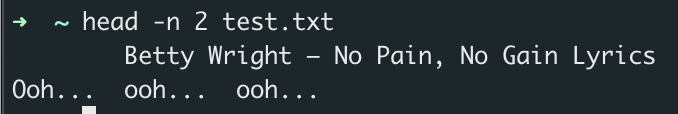 ➜  ~ head -n 2 test.txt
        Betty Wright – No Pain, No Gain Lyrics
Ooh...  ooh...  ooh...